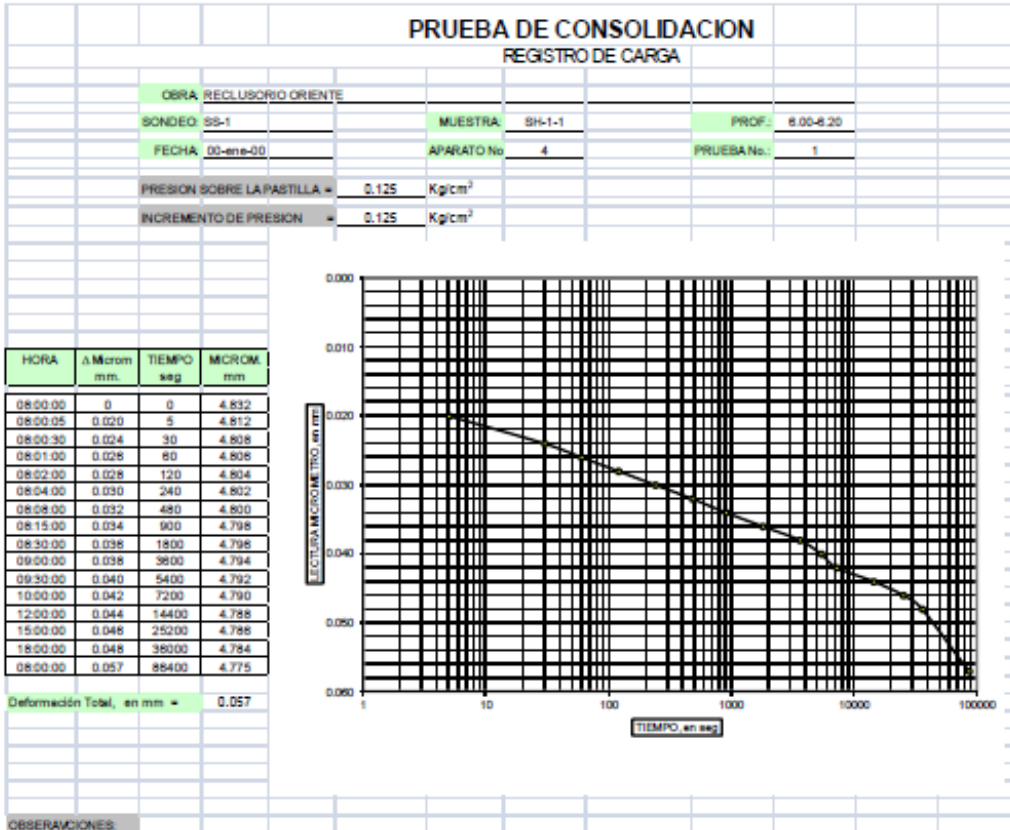 PRUEBA DE CONSOLIDACION
REGISTRO DE CARGA
OBRA: RECLUSORIO ORIENTE
SONDEO: SS-1 MUESTRA: SH-1-1 PROF.: 6.00-6.20
FECHA: 00-ene-00 APARATO No 4 PRUEBA No.: 1
PRESION SOBRE LA PASTILLA = 0.125 Kg/cm²
INCREMENTO DE PRESION = 0.125 Kg/cm²
HORA Δ Microm mm. TIEMPO seg MICROM. mm
08:00:00 0 0 4.832
08:00:05 0.020 5 4.812
08:00:30 0.024 30 4.808
08:01:00 0.026 60 4.806
08:02:00 0.028 120 4.804
08:04:00 0.030 240 4.802
08:08:00 0.032 480 4.800
08:15:00 0.034 900 4.798
08:30:00 0.036 1800 4.796
09:00:00 0.038 3600 4.794
09:30:00 0.040 5400 4.792
10:00:00 0.042 7200 4.790
12:00:00 0.044 14400 4.788
15:00:00 0.046 25200 4.786
18:00:00 0.048 36000 4.784
08:00:00 0.057 86400 4.775
Deformación Total, en mm = 0.057
LECTURA MICROMETRO, en mm
0.000
0.010
0.020
0.030
0.040
0.050
0.060
1 10 100 1000 10000 100000
TIEMPO, en seg
OBSERAVCIONES: